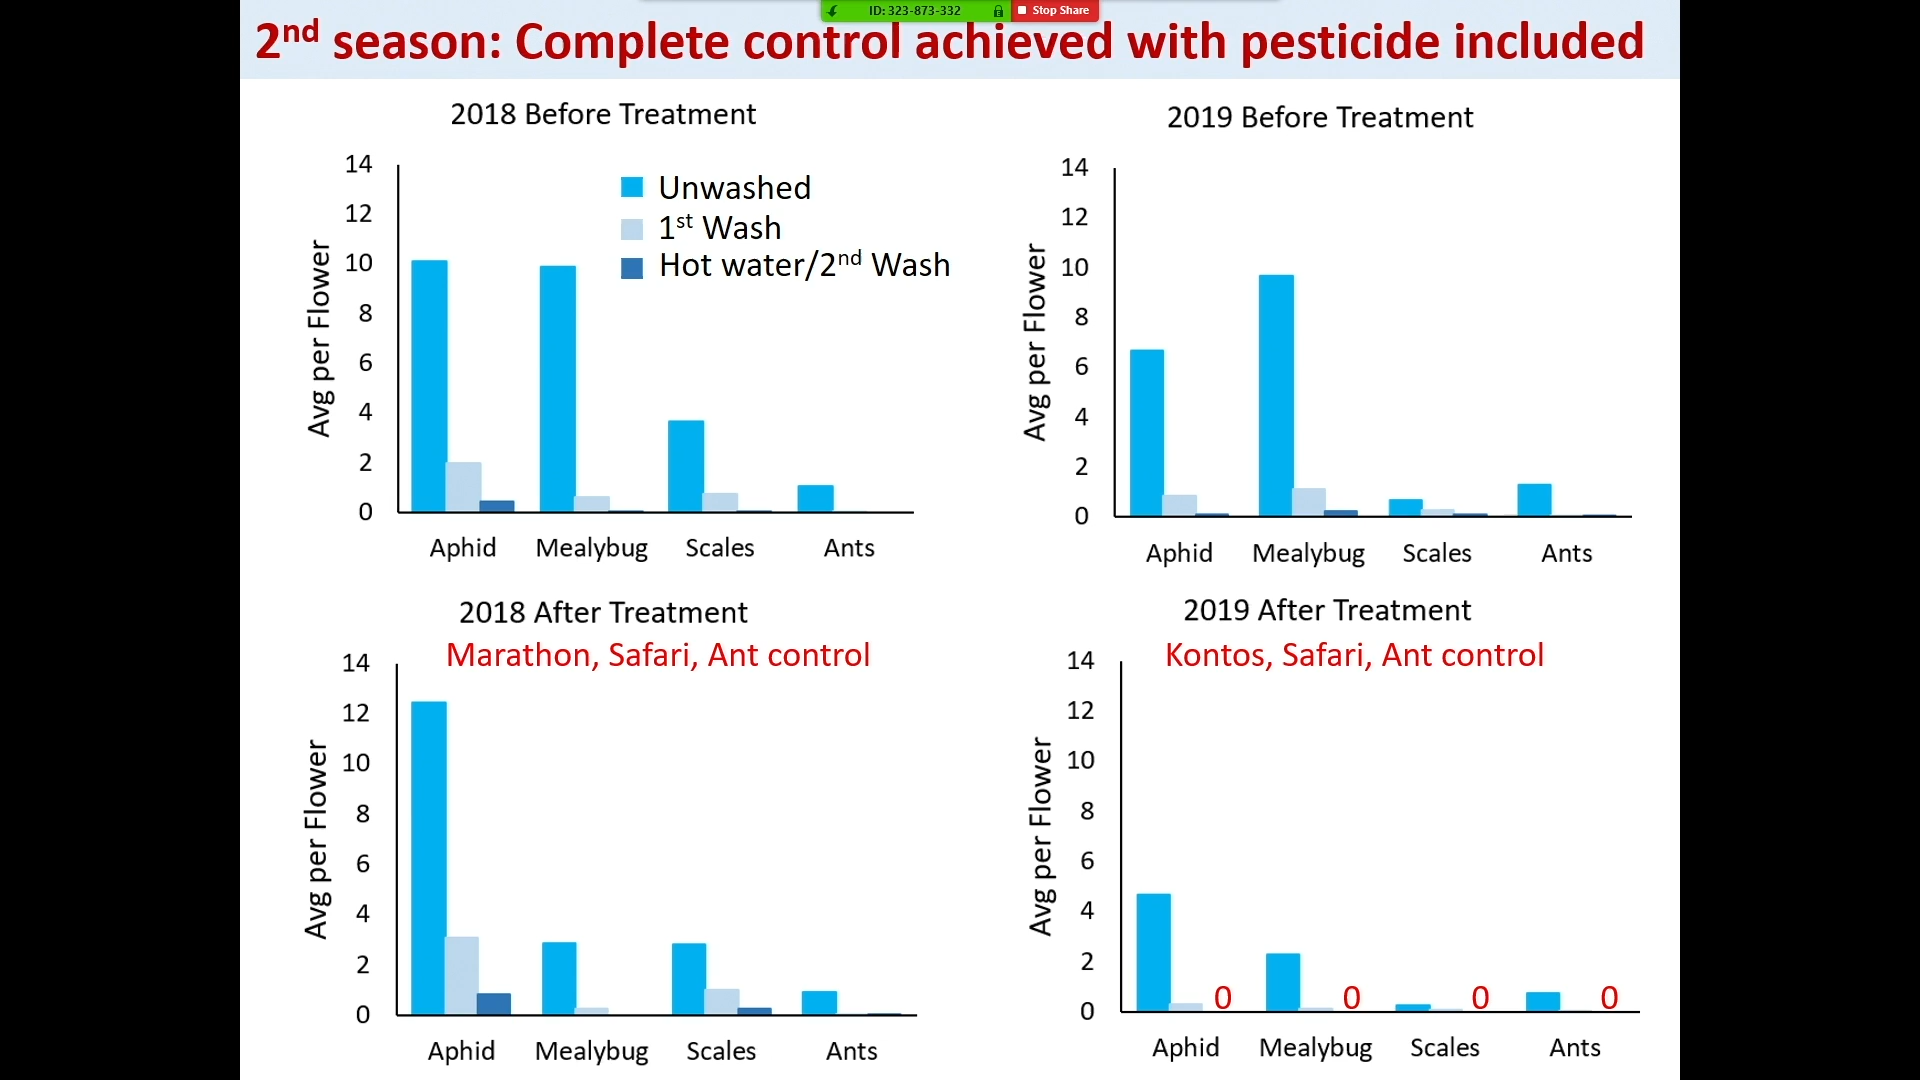 ID: 323-873-332
Stop Share
2nd season: Complete control achieved with pesticide included
2018 Before Treatment
14
12
10
8
6
4
2
0
Avg per Flower
Unwashed
1st Wash
Hot water/2nd Wash
Aphid Mealybug Scales Ants
2019 Before Treatment
14
12
10
8
6
4
2
0
Avg per Flower
Aphid Mealybug Scales Ants
2018 After Treatment
Marathon, Safari, Ant control
14
12
10
8
6
4
2
0
Avg per Flower
Aphid Mealybug Scales Ants
2019 After Treatment
Kontos, Safari, Ant control
14
12
10
8
6
4
2
0
Avg per Flower
0 0 0 0
Aphid Mealybug Scales Ants